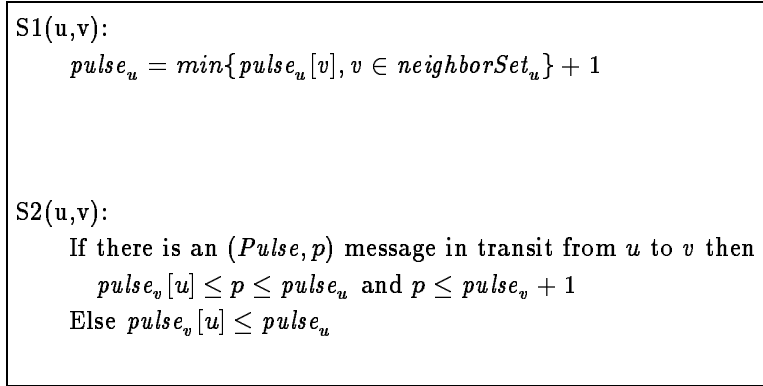 S1(u,v):
pulse_u = min{pulse_u[v], v ∈ neighborSet_u} + 1
S2(u,v):
If there is an (Pulse, p) message in transit from u to v then
pulse_v[u] ≤ p ≤ pulse_u and p ≤ pulse_v + 1
Else pulse_v[u] ≤ pulse_u